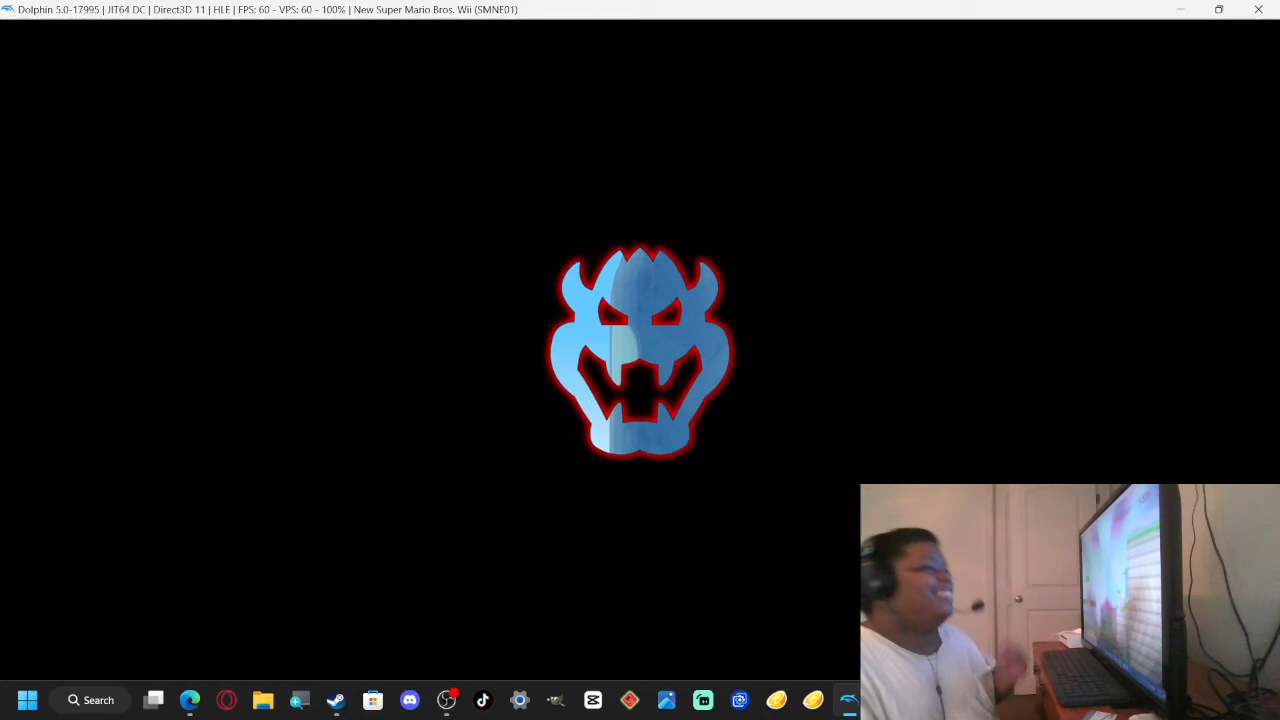 Dolphin 5.0-17995 | JIT64 DC | Direct3D 11 | HLE | FPS: 60 - VPS: 60 - 100% | New Super Mario Bros. Wii (SMNE01)
Search